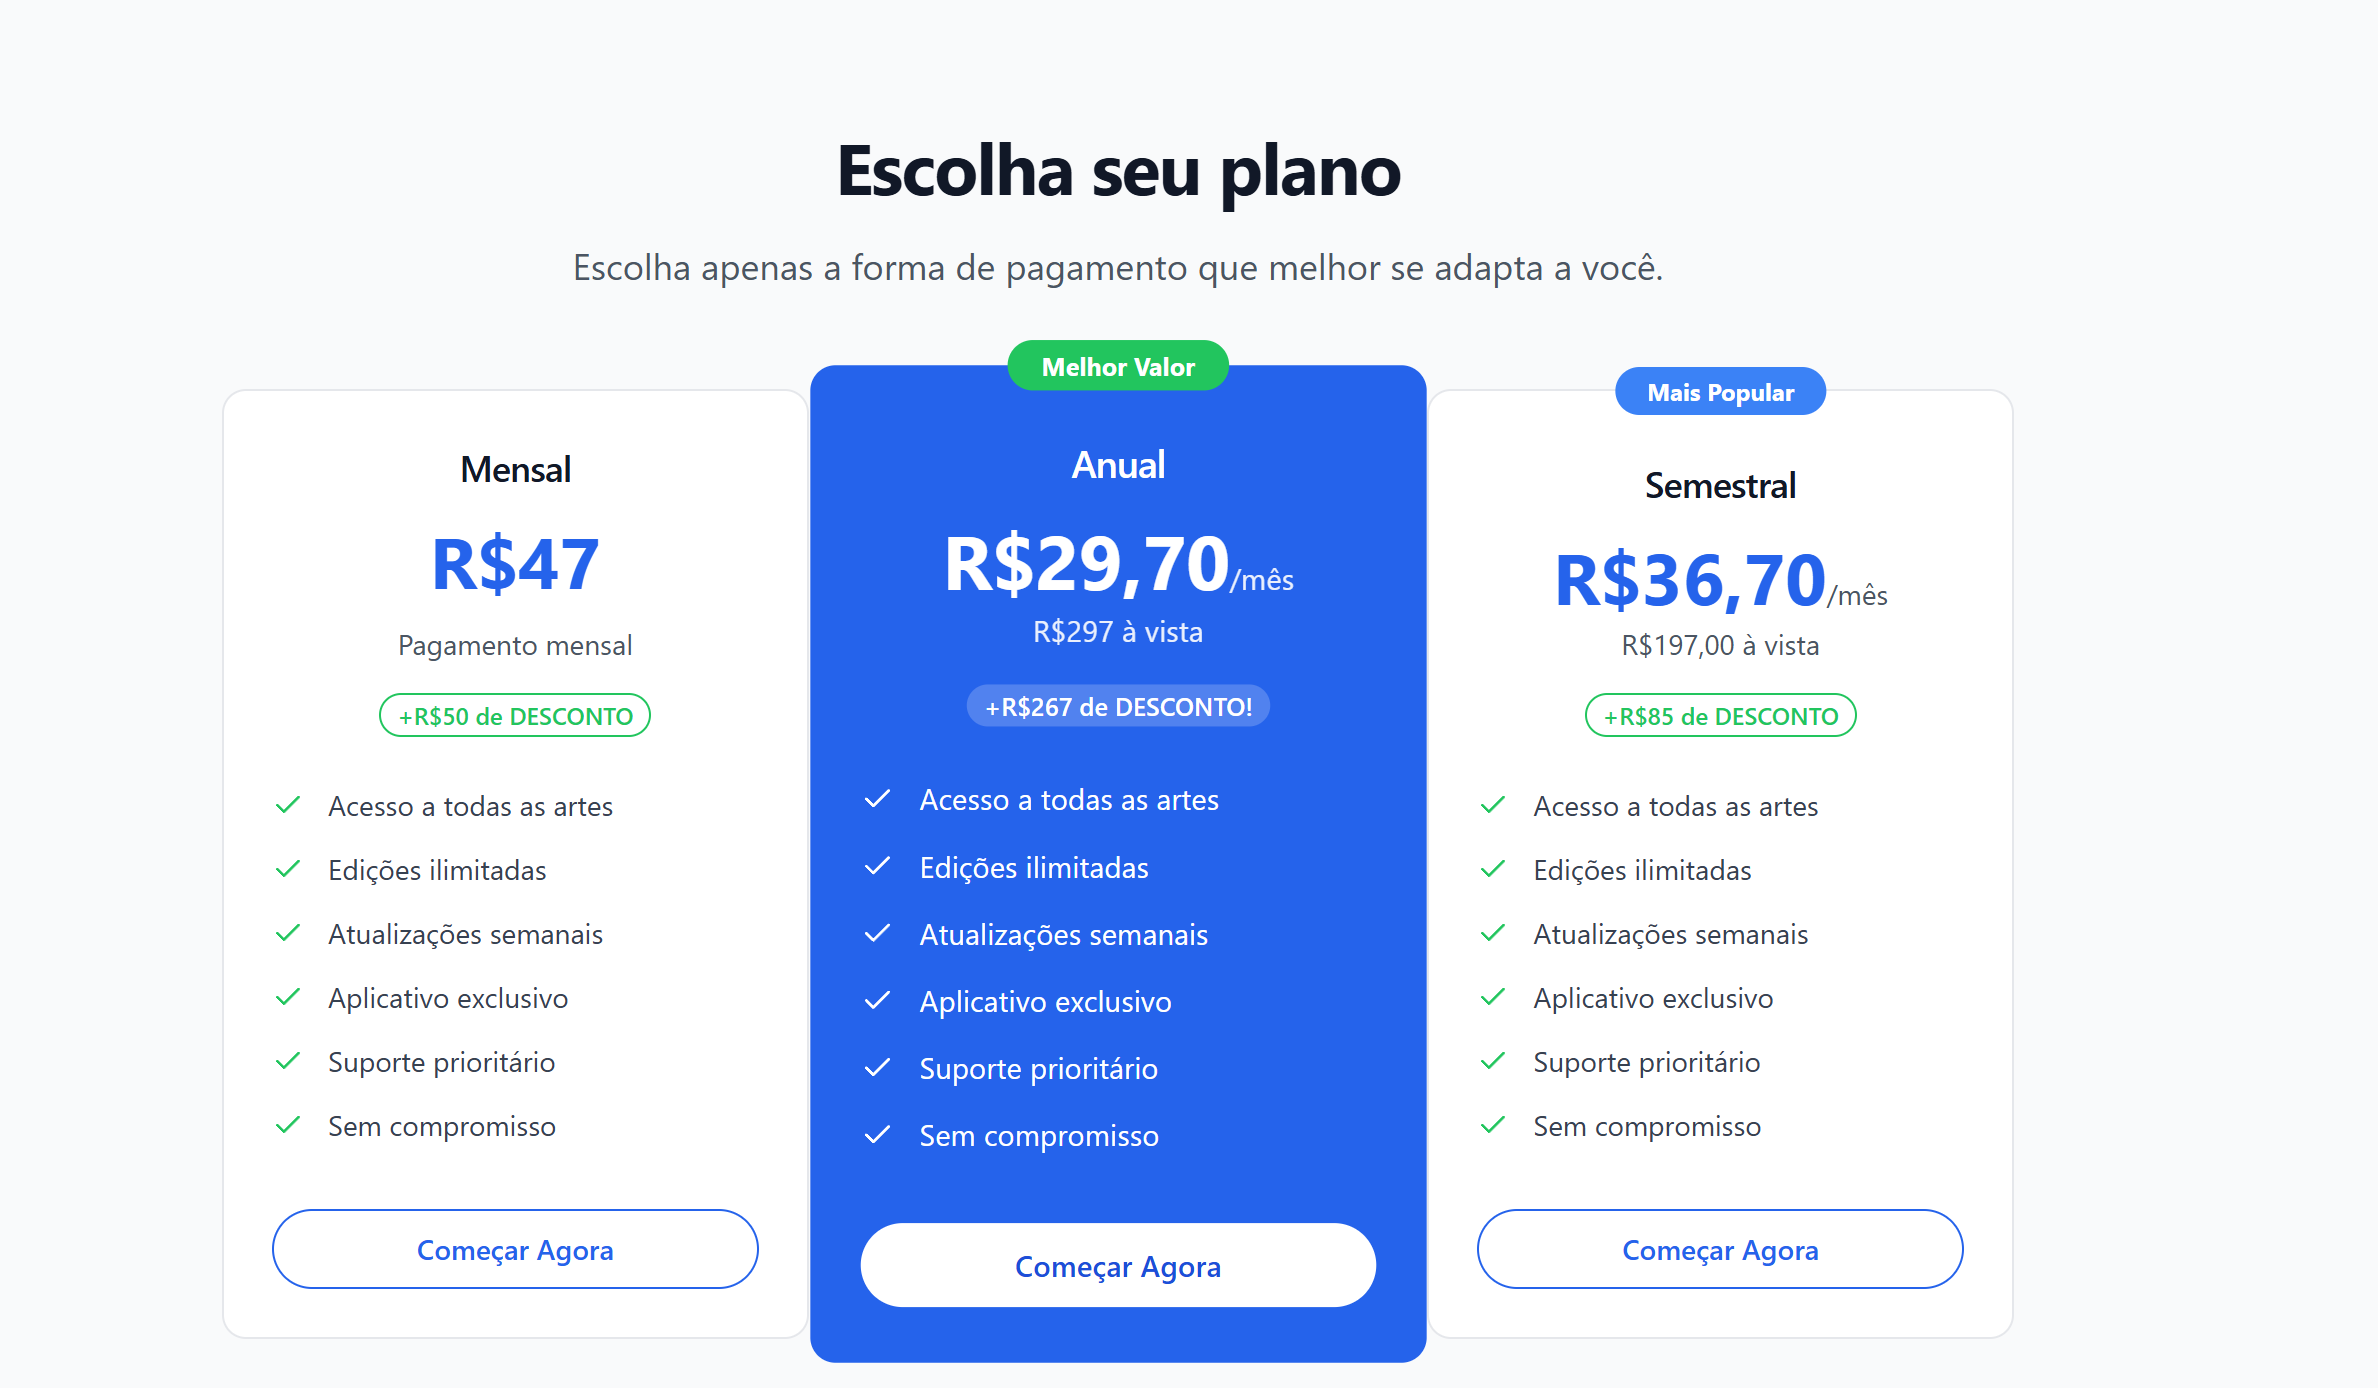 Escolha seu plano
Escolha apenas a forma de pagamento que melhor se adapta a você.
Mensal
R$47
Pagamento mensal
+R$50 de DESCONTO
Acesso a todas as artes
Edições ilimitadas
Atualizações semanais
Aplicativo exclusivo
Suporte prioritário
Sem compromisso
Começar Agora
Melhor Valor
Anual
R$29,70/mês
R$297 à vista
+R$267 de DESCONTO!
Acesso a todas as artes
Edições ilimitadas
Atualizações semanais
Aplicativo exclusivo
Suporte prioritário
Sem compromisso
Começar Agora
Mais Popular
Semestral
R$36,70/mês
R$197,00 à vista
+R$85 de DESCONTO
Acesso a todas as artes
Edições ilimitadas
Atualizações semanais
Aplicativo exclusivo
Suporte prioritário
Sem compromisso
Começar Agora